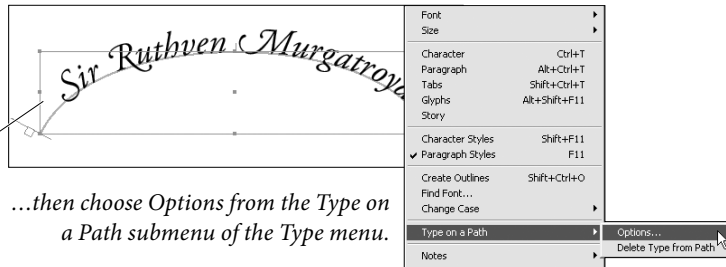 Sir Ruthven Murgatroyd
Font
Size
Character Ctrl+T
Paragraph Alt+Ctrl+T
Tabs Shift+Ctrl+T
Glyphs Alt+Shift+F11
Story
Character Styles Shift+F11
Paragraph Styles F11
Create Outlines Shift+Ctrl+O
Find Font...
Change Case
Type on a Path
Options...
Delete Type from Path
Notes
…then choose Options from the Type on
a Path submenu of the Type menu.